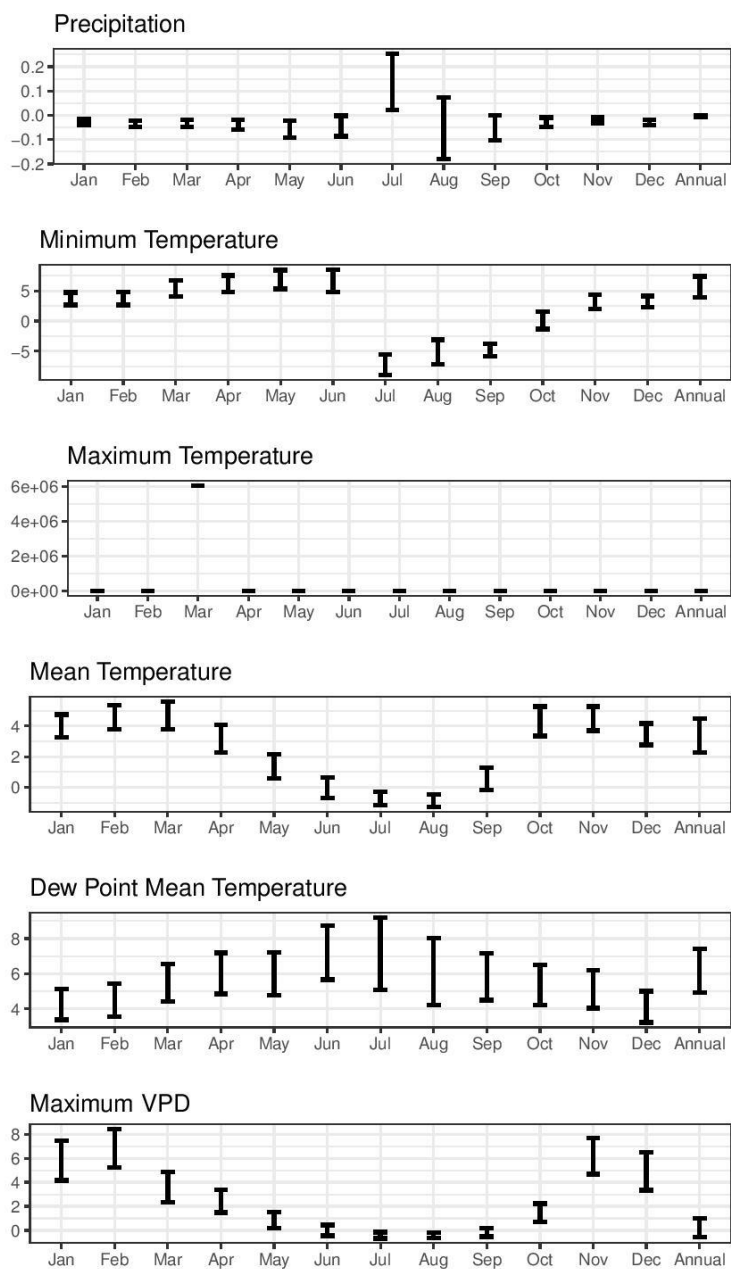 Precipitation
0.2
0.1
0.0
−0.1
−0.2
Jan Feb Mar Apr May Jun Jul Aug Sep Oct Nov Dec Annual
Minimum Temperature
5
0
−5
Jan Feb Mar Apr May Jun Jul Aug Sep Oct Nov Dec Annual
Maximum Temperature
6e+06
4e+06
2e+06
0e+00
Jan Feb Mar Apr May Jun Jul Aug Sep Oct Nov Dec Annual
Mean Temperature
4
2
0
Jan Feb Mar Apr May Jun Jul Aug Sep Oct Nov Dec Annual
Dew Point Mean Temperature
8
6
4
Jan Feb Mar Apr May Jun Jul Aug Sep Oct Nov Dec Annual
Maximum VPD
8
6
4
2
0
Jan Feb Mar Apr May Jun Jul Aug Sep Oct Nov Dec Annual